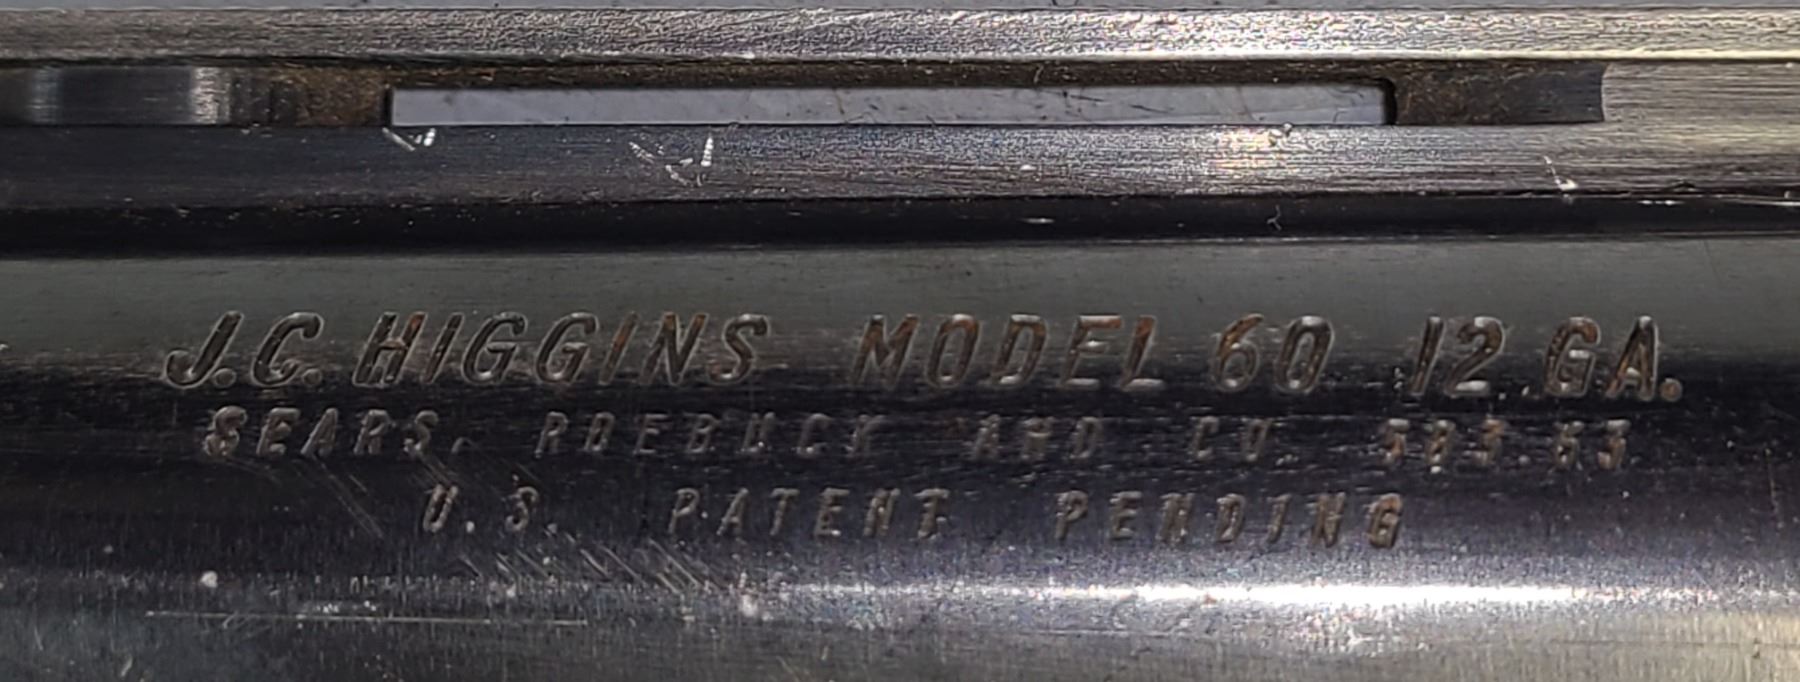 J.C. HIGGINS MODEL 60 12 GA.
SEARS, ROEBUCK AND CO. 583.63
U.S. PATENT PENDING